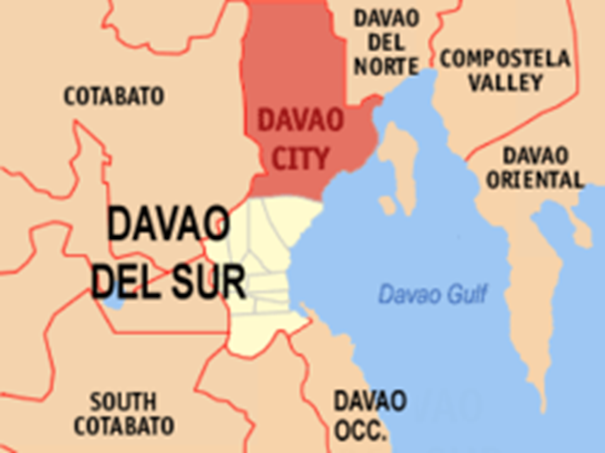 DAVAO
DEL
NORTE
COMPOSTELA
VALLEY
COTABATO
DAVAO
CITY
DAVAO
ORIENTAL
DAVAO
DEL SUR
Davao Gulf
SOUTH
COTABATO
DAVAO
OCC.
VAO